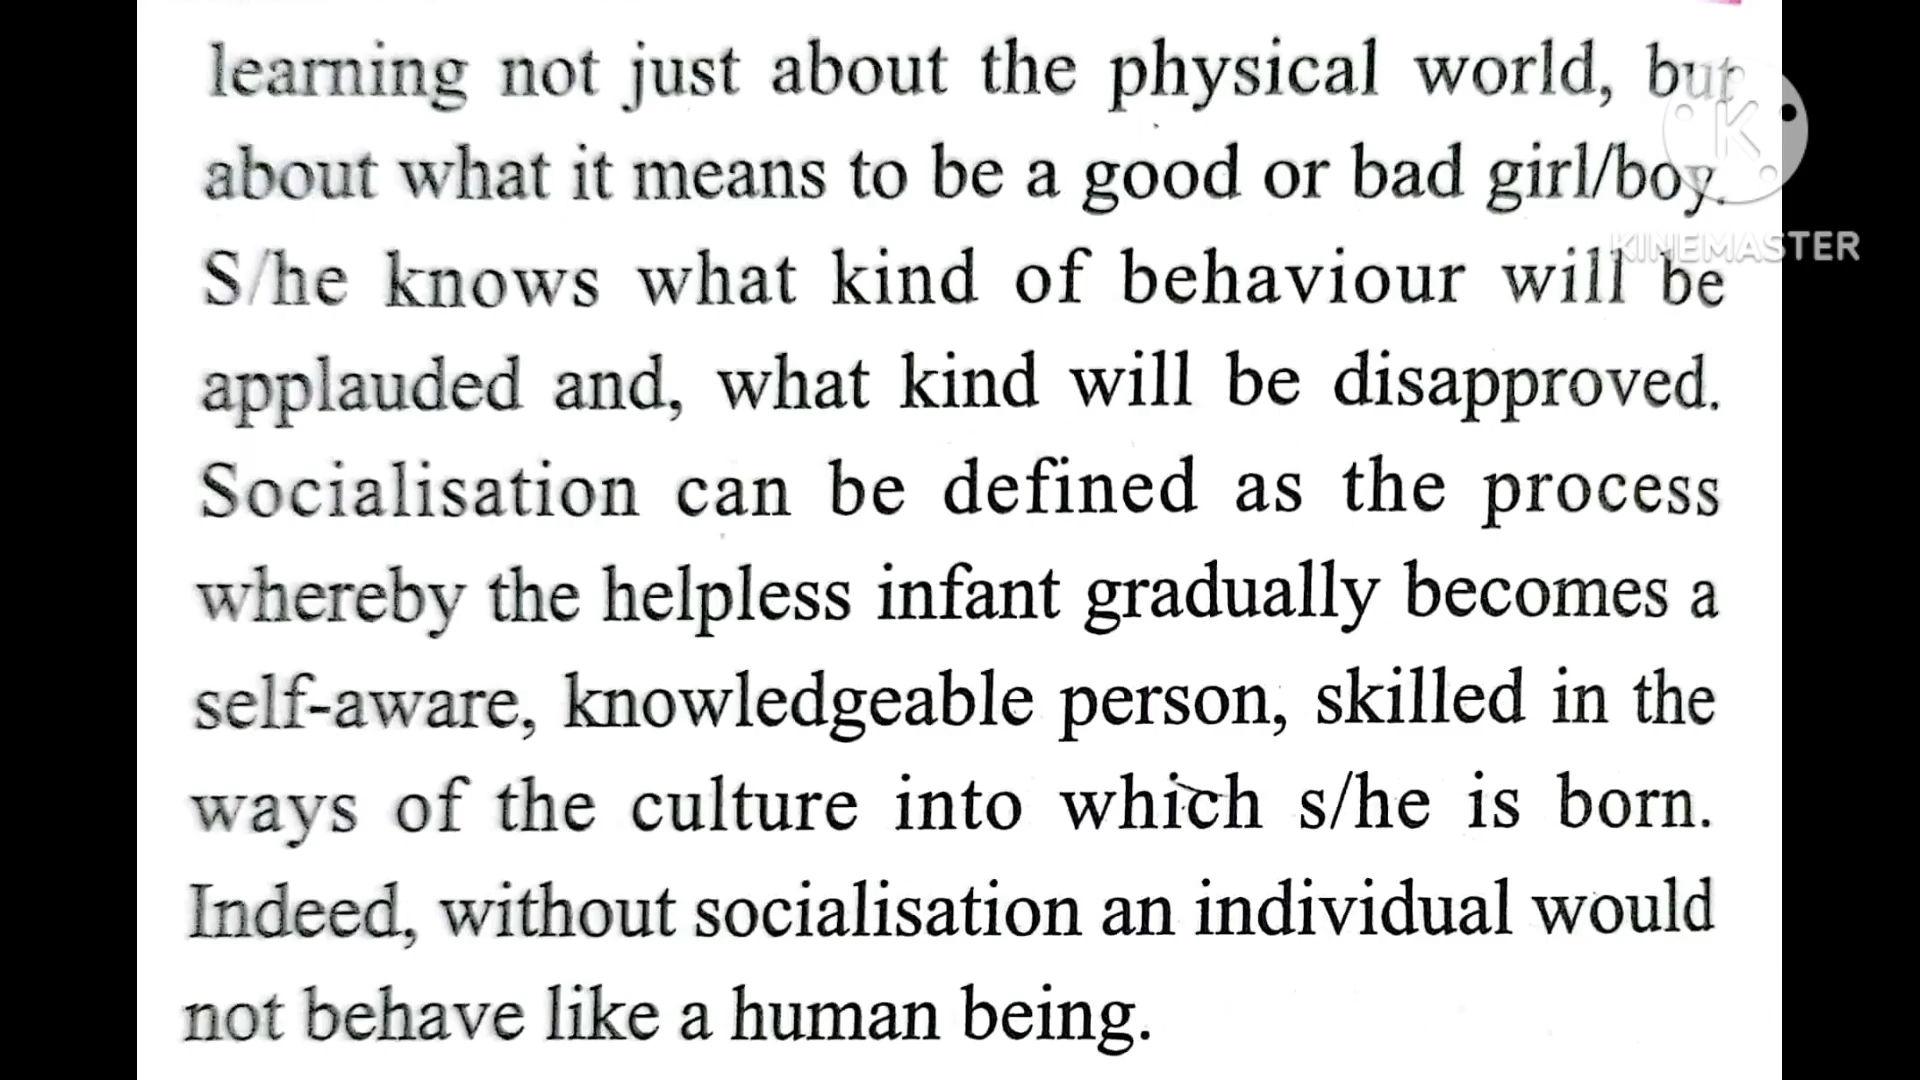 learning not just about the physical world, but
about what it means to be a good or bad girl/boy.
S/he knows what kind of behaviour will be
applauded and, what kind will be disapproved.
Socialisation can be defined as the process
whereby the helpless infant gradually becomes a
self-aware, knowledgeable person, skilled in the
ways of the culture into which s/he is born.
Indeed, without socialisation an individual would
not behave like a human being.
K
KINEMASTER